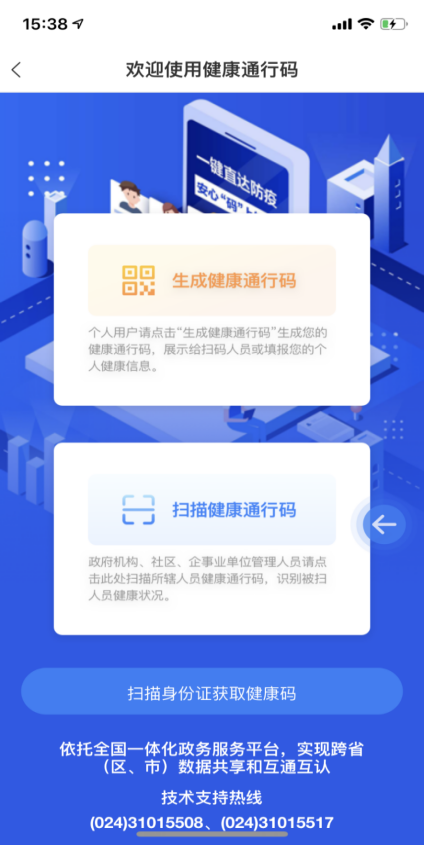 15:38
欢迎使用健康通行码
一键直达防疫
安心“码”上
生成健康通行码
个人用户请点击“生成健康通行码”生成您的
健康通行码，展示给扫码人员或填报您的个
人健康信息。
扫描健康通行码
政府机构、社区、企事业单位管理人员请点
击此处扫描所辖人员健康通行码，识别被扫
人员健康状况。
扫描身份证获取健康码
依托全国一体化政务服务平台，实现跨省
（区、市）数据共享和互通互认
技术支持热线
(024)31015508、(024)31015517